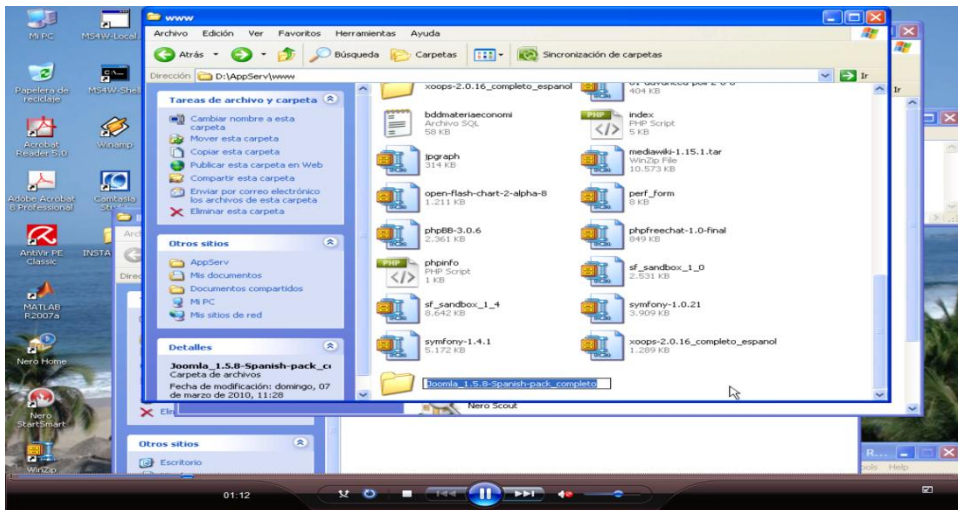 Mi PC
MS4W-Local
Papelera de reciclaje
MS4W-Shell
Acrobat Reader 5.0
Winamp
Adobe Acrobat 8 Professional
Camtasia
AntiVir PE Classic
INSTA
MATLAB R2007a
Nero Home
Nero StartSmart
WinZip
www
Archivo Edición Ver Favoritos Herramientas Ayuda
Atrás Búsqueda Carpetas Sincronización de carpetas
Dirección D:\AppServ\www Ir
Tareas de archivo y carpeta
Cambiar nombre a esta carpeta
Mover esta carpeta
Copiar esta carpeta
Publicar esta carpeta en Web
Compartir esta carpeta
Enviar por correo electrónico los archivos de esta carpeta
Eliminar esta carpeta
Otros sitios
AppServ
Mis documentos
Documentos compartidos
Mi PC
Mis sitios de red
Detalles
Joomla_1.5.8-Spanish-pack_co
Carpeta de archivos
Fecha de modificación: domingo, 07 de marzo de 2010, 11:28
xoops-2.0.16_completo_espanol
404 KB
bddmateriaeconomi
Archivo SQL
58 KB
index
PHP Script
5 KB
jpgraph
314 KB
mediawiki-1.15.1.tar
WinZip File
10.573 KB
open-flash-chart-2-alpha-8
1.211 KB
perf_form
8 KB
phpBB-3.0.6
2.361 KB
phpfreechat-1.0-final
849 KB
phpinfo
PHP Script
1 KB
sf_sandbox_1_0
2.531 KB
sf_sandbox_1_4
8.642 KB
symfony-1.0.21
3.909 KB
symfony-1.4.1
5.172 KB
xoops-2.0.16_completo_espanol
1.289 KB
Joomla_1.5.8-Spanish-pack_completo
Nero Scout
Ir
Arch
Direc
Elim
Otros sitios
Escritorio
R...
ools Help
01:12